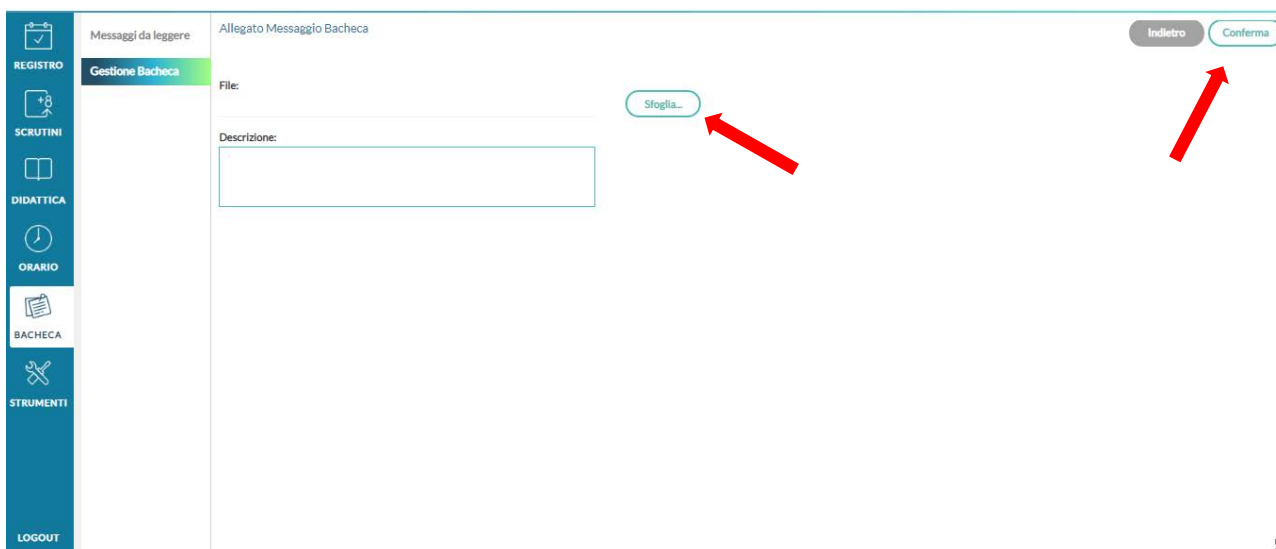 REGISTRO
+8
SCRUTINI
DIDATTICA
ORARIO
BACHECA
STRUMENTI
LOGOUT
Messaggi da leggere
Gestione Bacheca
Allegato Messaggio Bacheca
Indietro
Conferma
File:
Sfoglia...
Descrizione: